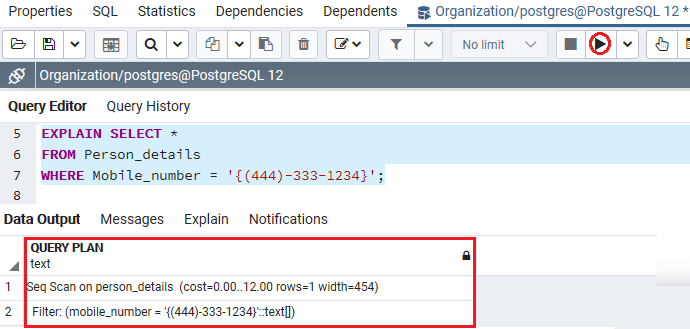 Properties SQL Statistics Dependencies Dependents Organization/postgres@PostgreSQL 12 *
No limit
Organization/postgres@PostgreSQL 12
Query Editor Query History
5 EXPLAIN SELECT *
6 FROM Person_details
7 WHERE Mobile_number = '{(444)-333-1234}';
8
Data Output Messages Explain Notifications
QUERY PLAN
text
1 Seq Scan on person_details (cost=0.00..12.00 rows=1 width=454)
2 Filter: (mobile_number = '{(444)-333-1234}'::text[])